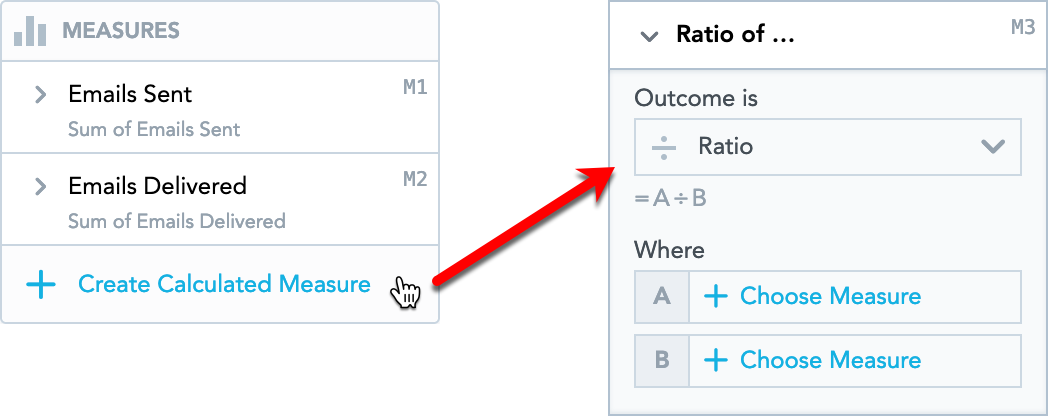 MEASURES
Emails Sent M1
Sum of Emails Sent
Emails Delivered M2
Sum of Emails Delivered
+ Create Calculated Measure
Ratio of ... M3
Outcome is
÷ Ratio
=A÷B
Where
A + Choose Measure
B + Choose Measure